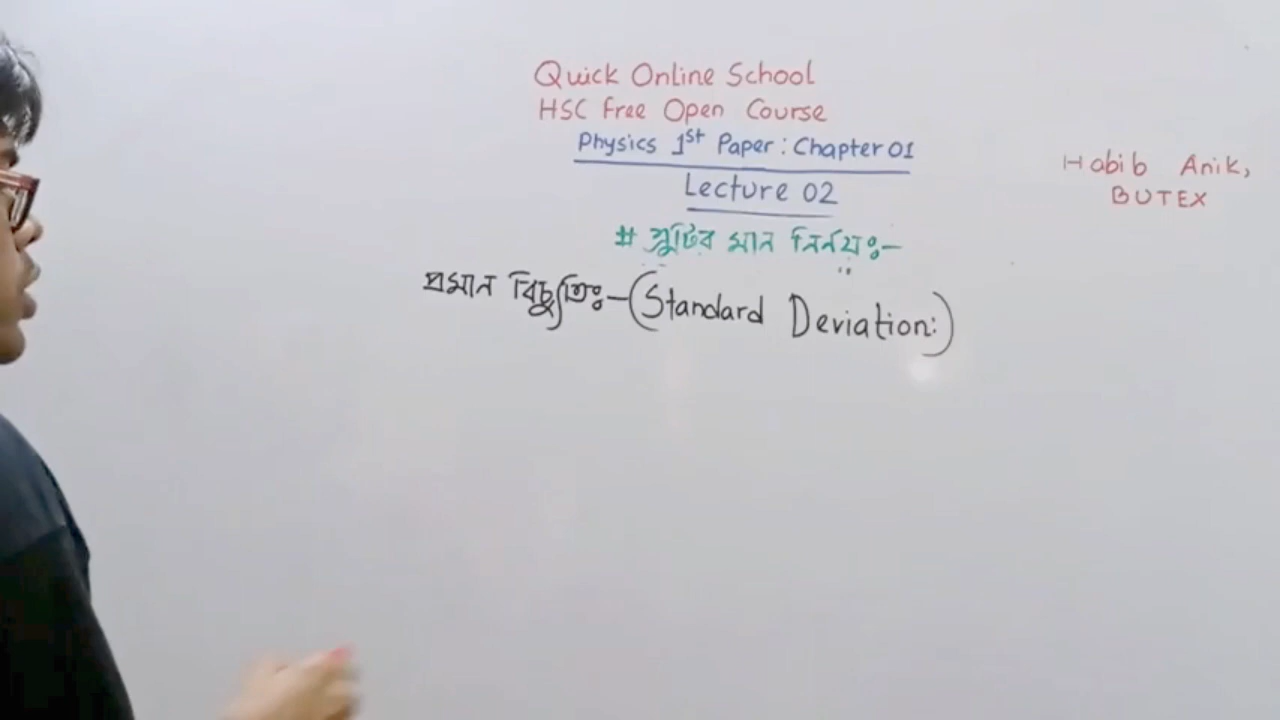 Quick Online School
HSC Free Open Course
Physics 1st Paper: Chapter 01
Lecture 02
# ত্রুটির মান নির্নয়ঃ-
প্রমান বিচ্যুতিঃ-(Standard Deviation:)
Habib Anik,
BUTEX